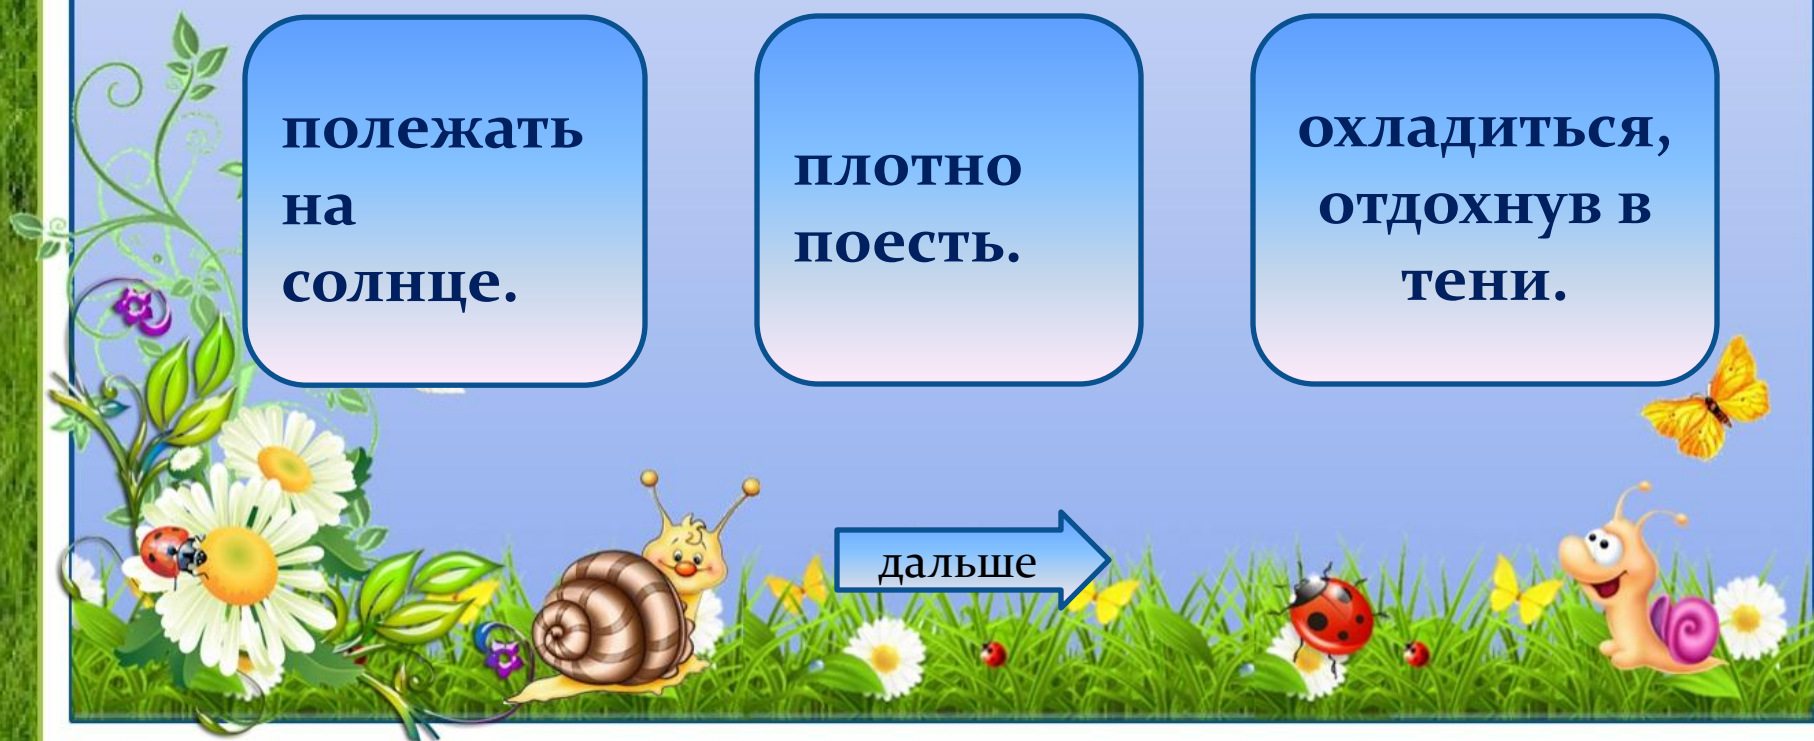 полежать
на
солнце.
плотно
поесть.
охладиться,
отдохнув в
тени.
дальше